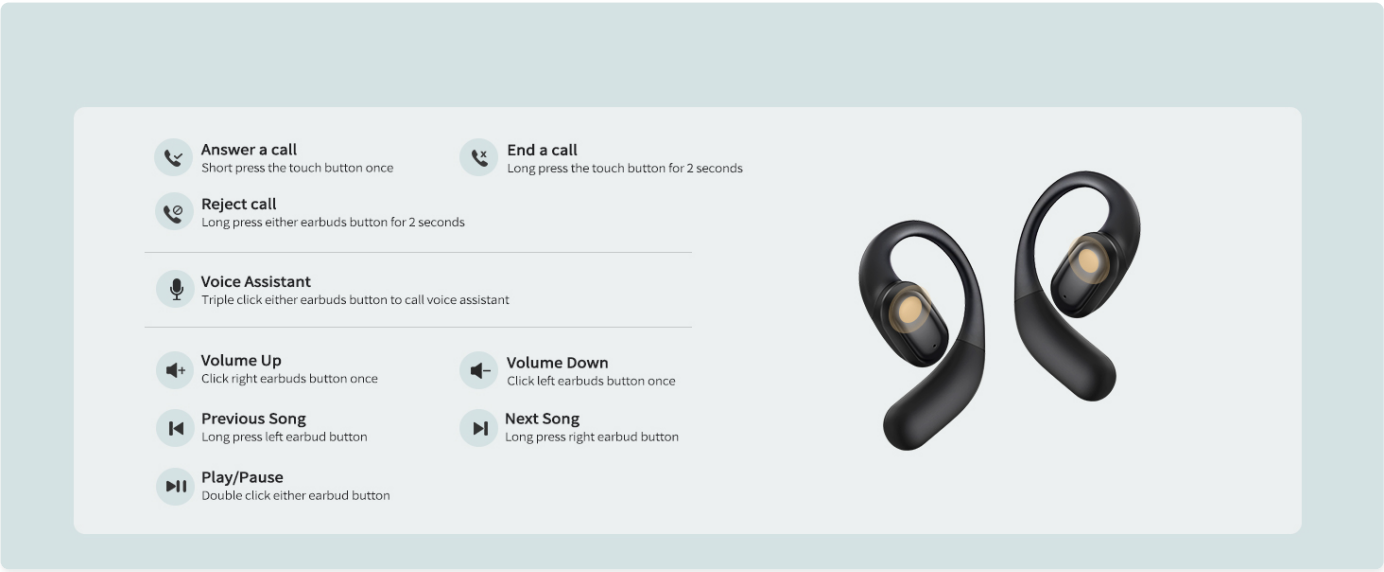 Answer a call
Short press the touch button once
End a call
Long press the touch button for 2 seconds
Reject call
Long press either earbuds button for 2 seconds
Voice Assistant
Triple click either earbuds button to call voice assistant
Volume Up
Click right earbuds button once
Volume Down
Click left earbuds button once
Previous Song
Long press left earbud button
Next Song
Long press right earbud button
Play/Pause
Double click either earbud button